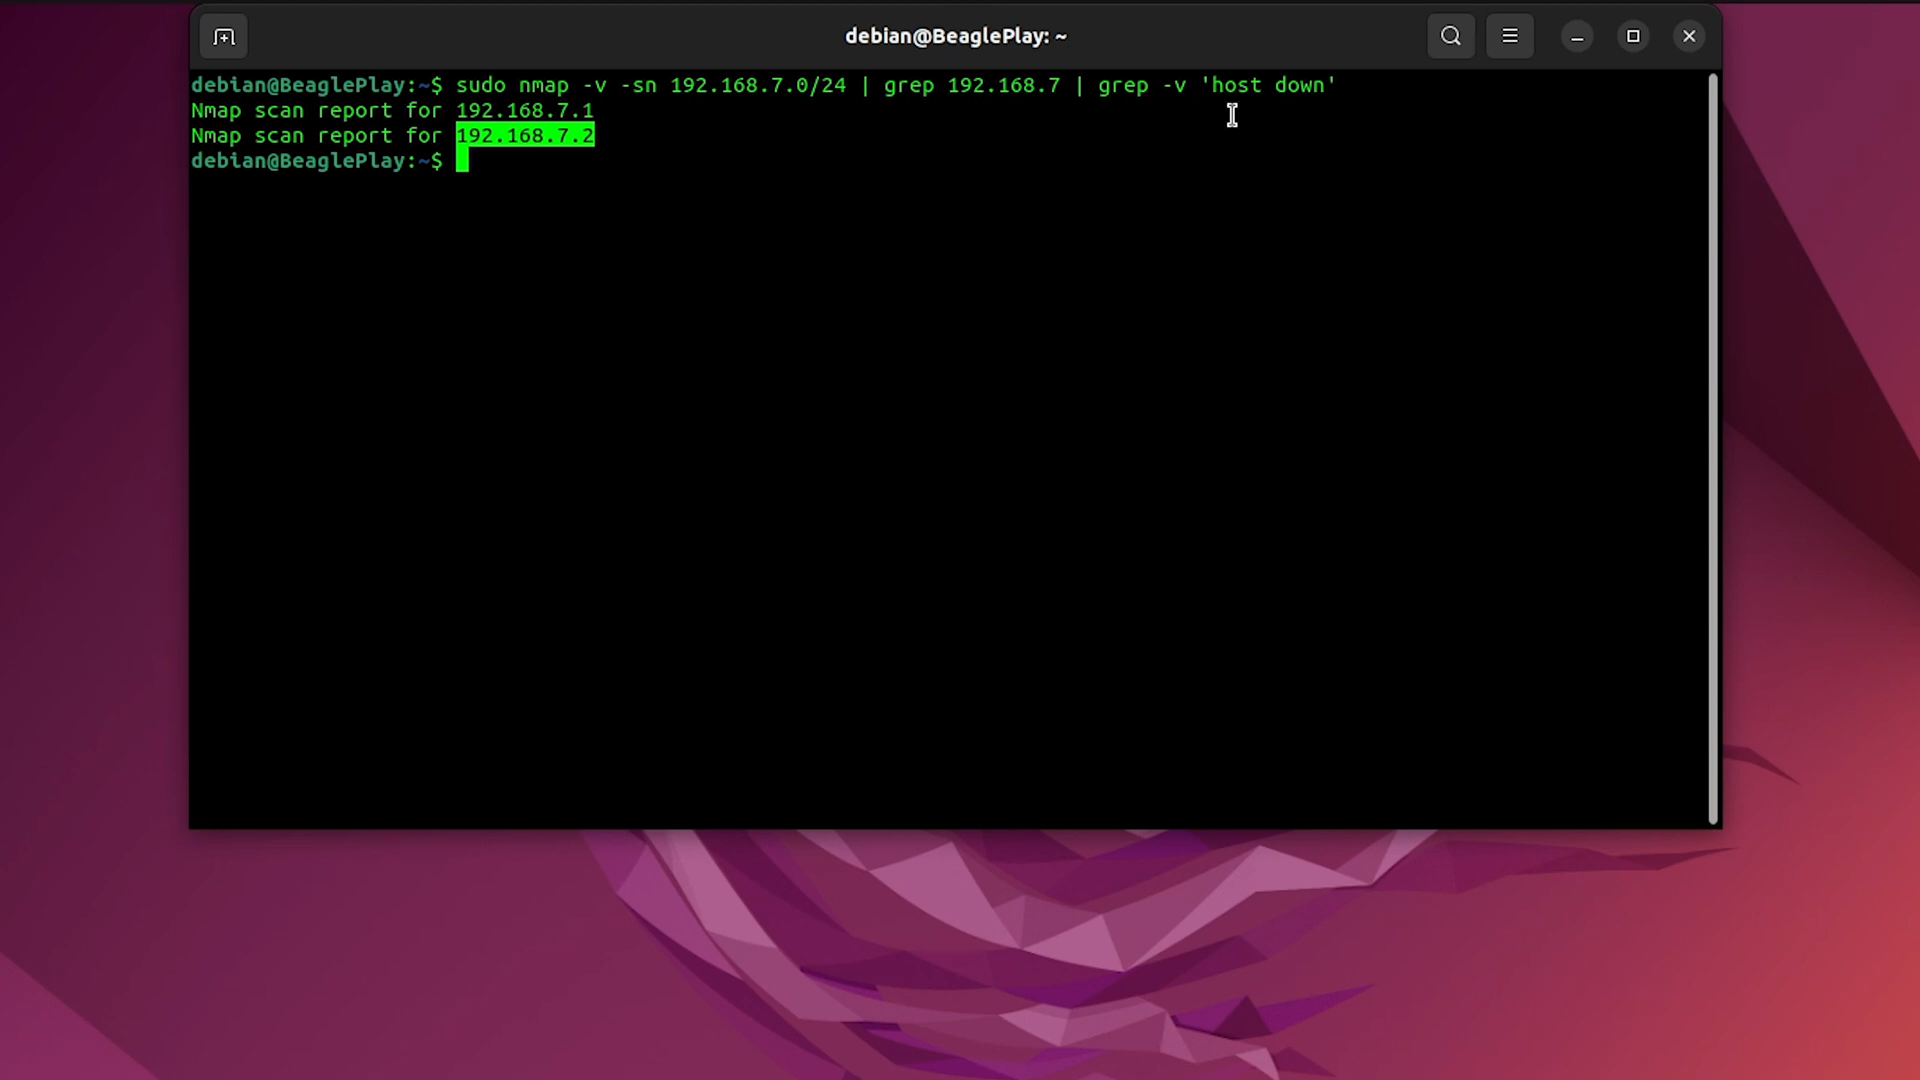 debian@BeaglePlay: ~
debian@BeaglePlay:~$ sudo nmap -v -sn 192.168.7.0/24 | grep 192.168.7 | grep -v 'host down'
Nmap scan report for 192.168.7.1
Nmap scan report for 192.168.7.2
debian@BeaglePlay:~$